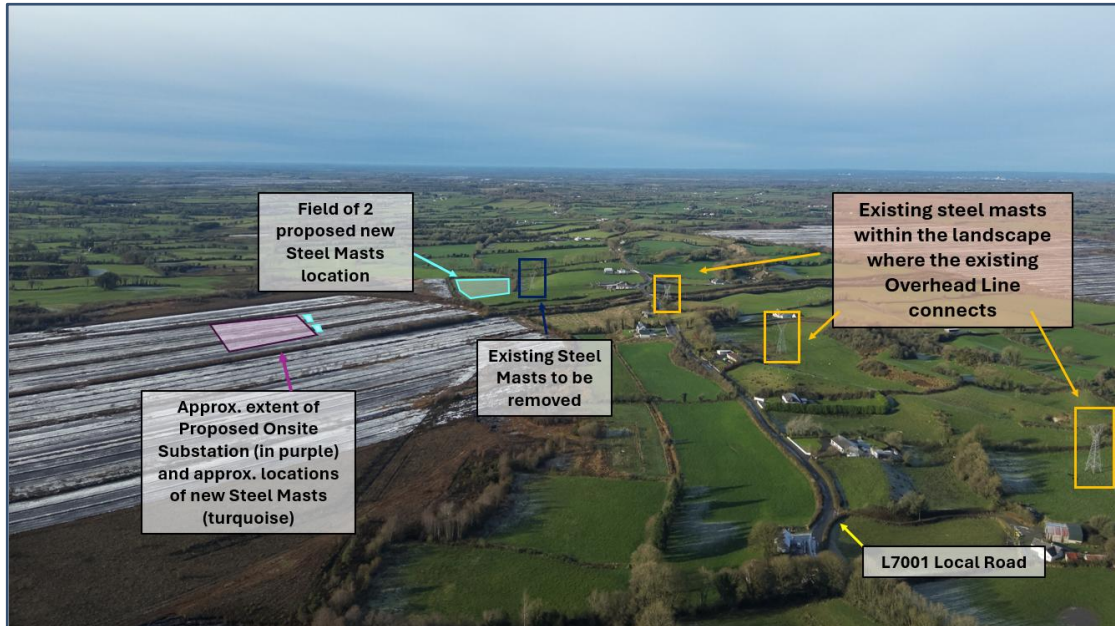 Field of 2
proposed new
Steel Masts
location
Existing steel masts
within the landscape
where the existing
Overhead Line
connects
Existing Steel
Masts to be
removed
Approx. extent of
Proposed Onsite
Substation (in purple)
and approx. locations
of new Steel Masts
(turquoise)
L7001 Local Road